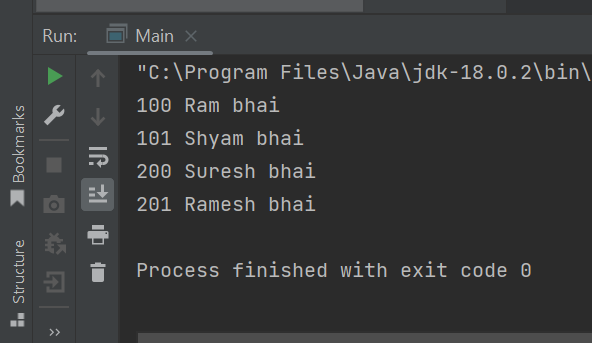 Run: Main
"C:\Program Files\Java\jdk-18.0.2\bin\
100 Ram bhai
101 Shyam bhai
200 Suresh bhai
201 Ramesh bhai
Process finished with exit code 0
Bookmarks
Structure